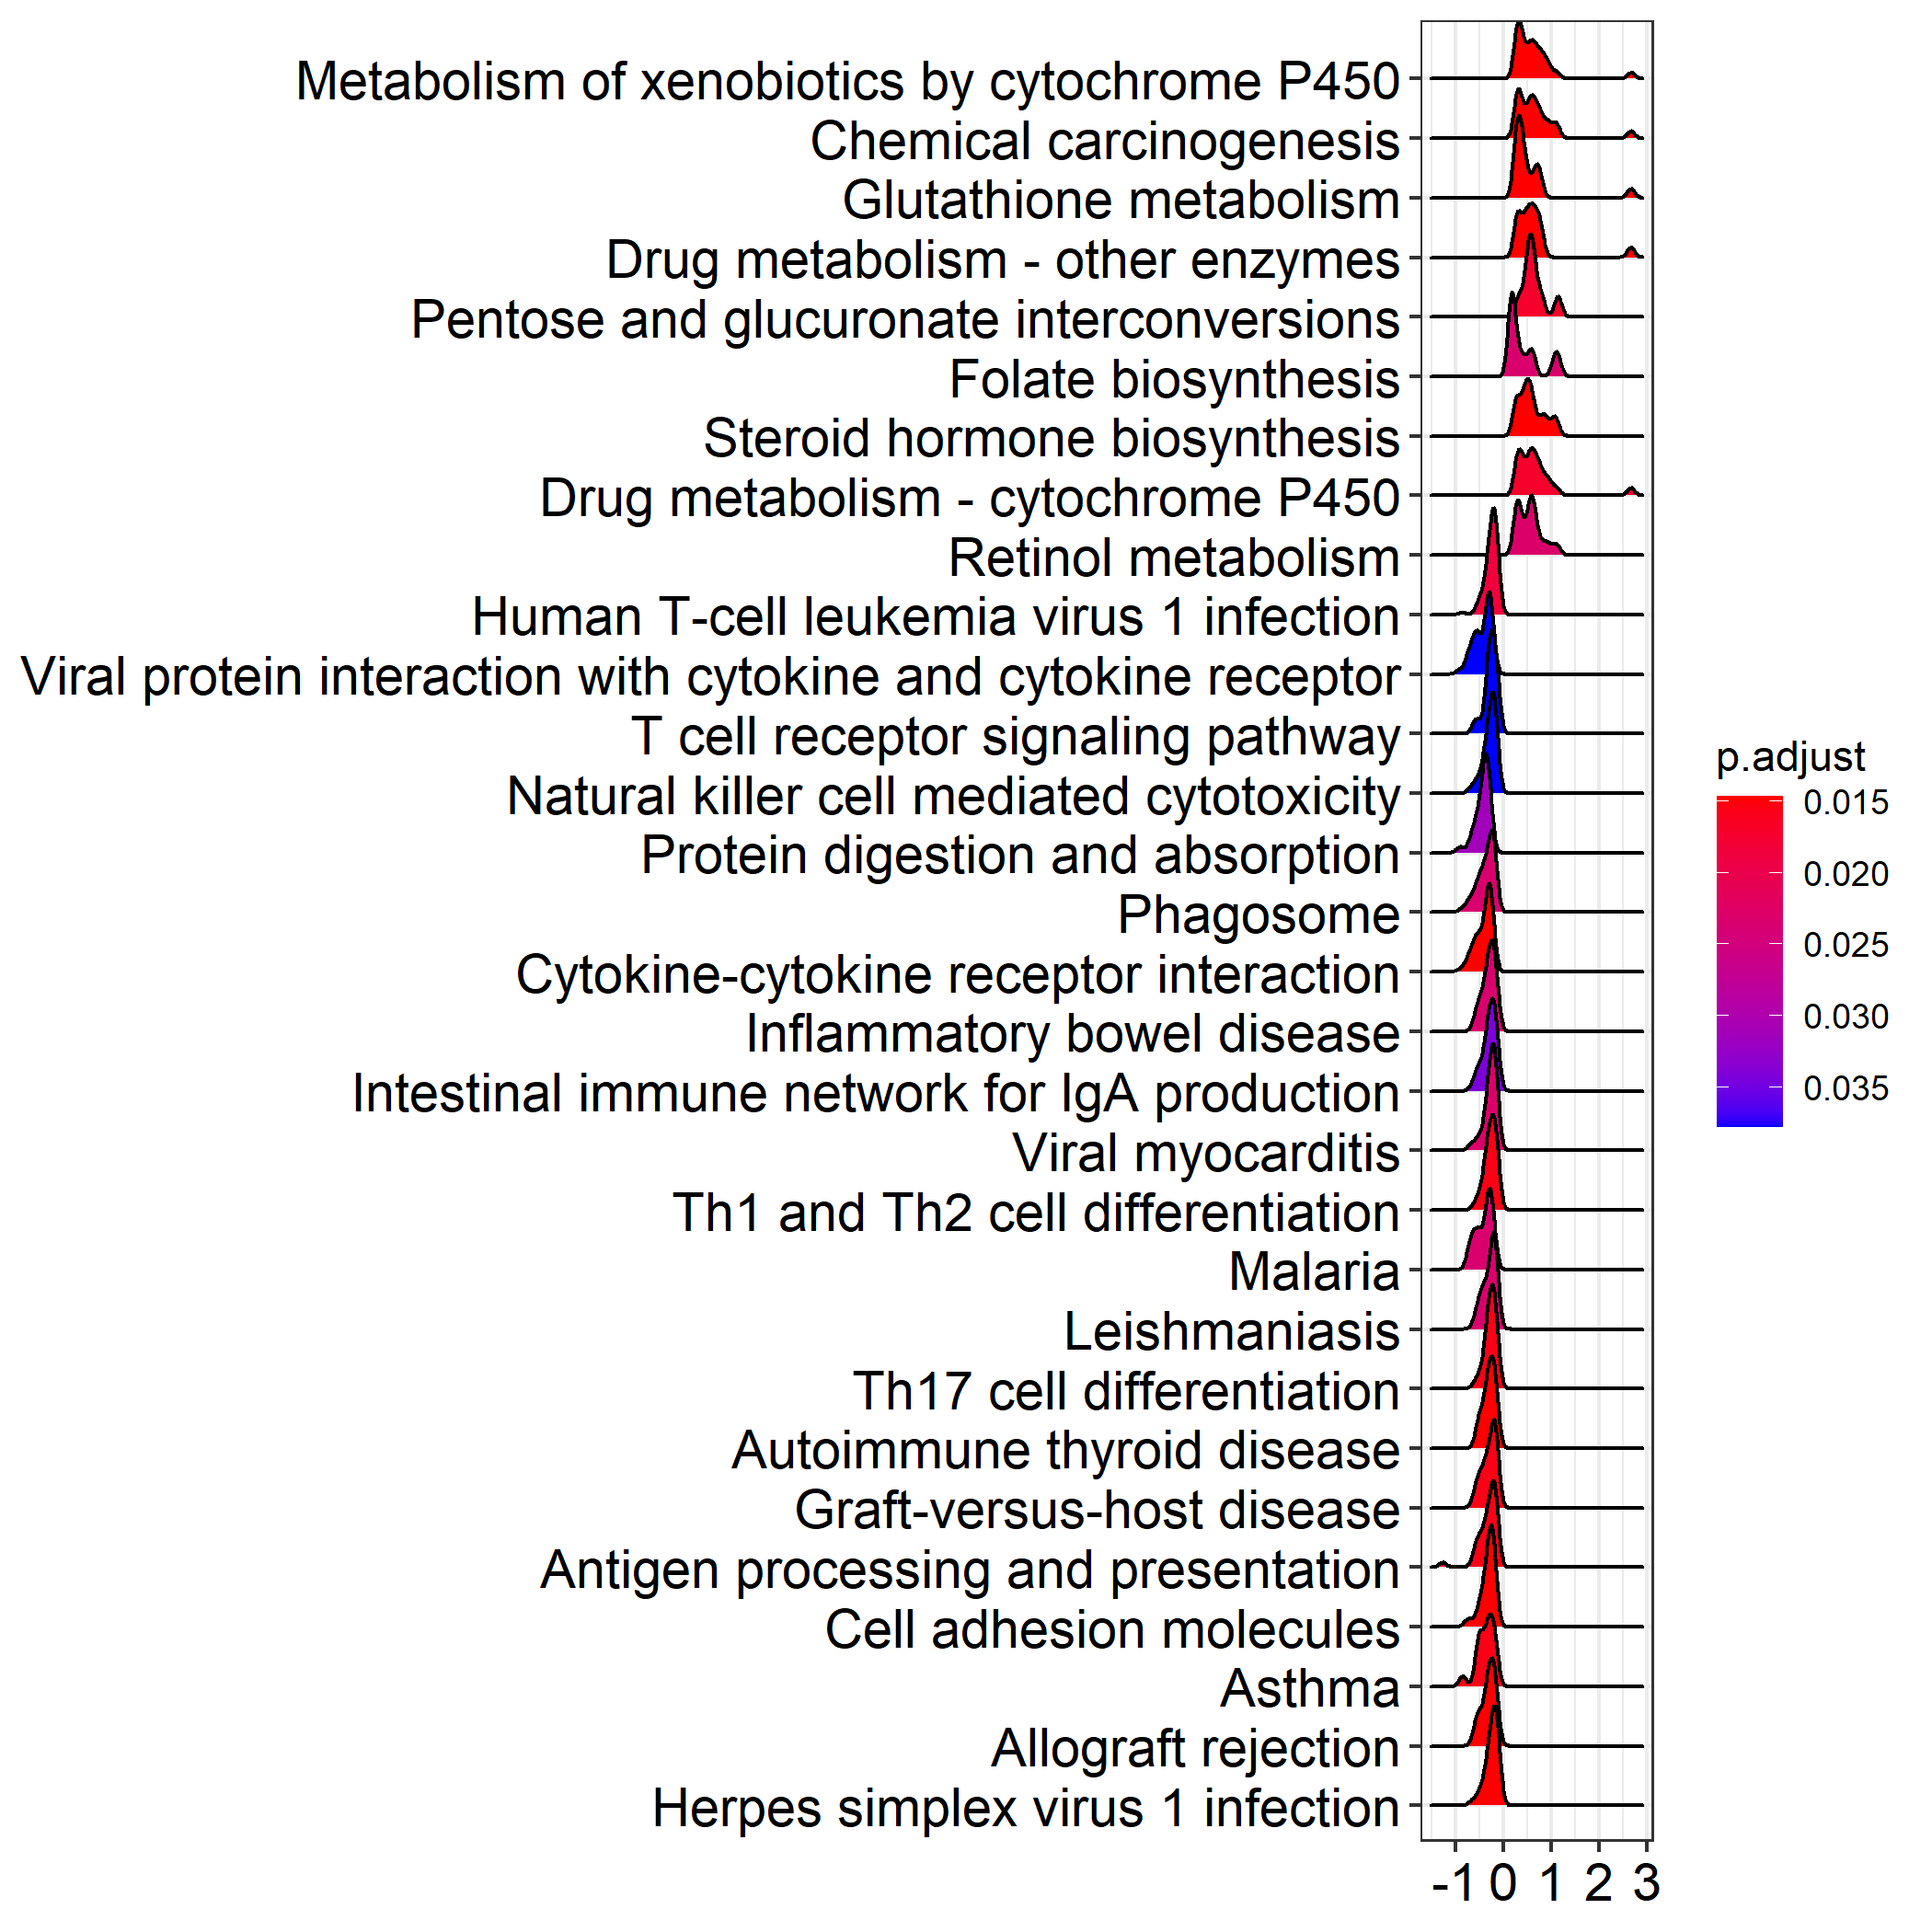 Metabolism of xenobiotics by cytochrome P450
Chemical carcinogenesis
Glutathione metabolism
Drug metabolism - other enzymes
Pentose and glucuronate interconversions
Folate biosynthesis
Steroid hormone biosynthesis
Drug metabolism - cytochrome P450
Retinol metabolism
Human T-cell leukemia virus 1 infection
Viral protein interaction with cytokine and cytokine receptor
T cell receptor signaling pathway
Natural killer cell mediated cytotoxicity
Protein digestion and absorption
Phagosome
Cytokine-cytokine receptor interaction
Inflammatory bowel disease
Intestinal immune network for IgA production
Viral myocarditis
Th1 and Th2 cell differentiation
Malaria
Leishmaniasis
Th17 cell differentiation
Autoimmune thyroid disease
Graft-versus-host disease
Antigen processing and presentation
Cell adhesion molecules
Asthma
Allograft rejection
Herpes simplex virus 1 infection
-1 0 1 2 3
p.adjust
0.015
0.020
0.025
0.030
0.035